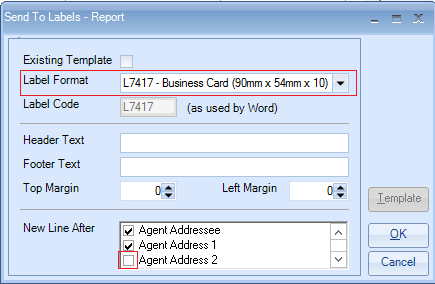 Send To Labels - Report
Existing Template
Label Format L7417 - Business Card (90mm x 54mm x 10)
Label Code L7417 (as used by Word)
Header Text
Footer Text
Top Margin 0 Left Margin 0
Template
New Line After Agent Addressee
Agent Address 1
Agent Address 2
OK
Cancel